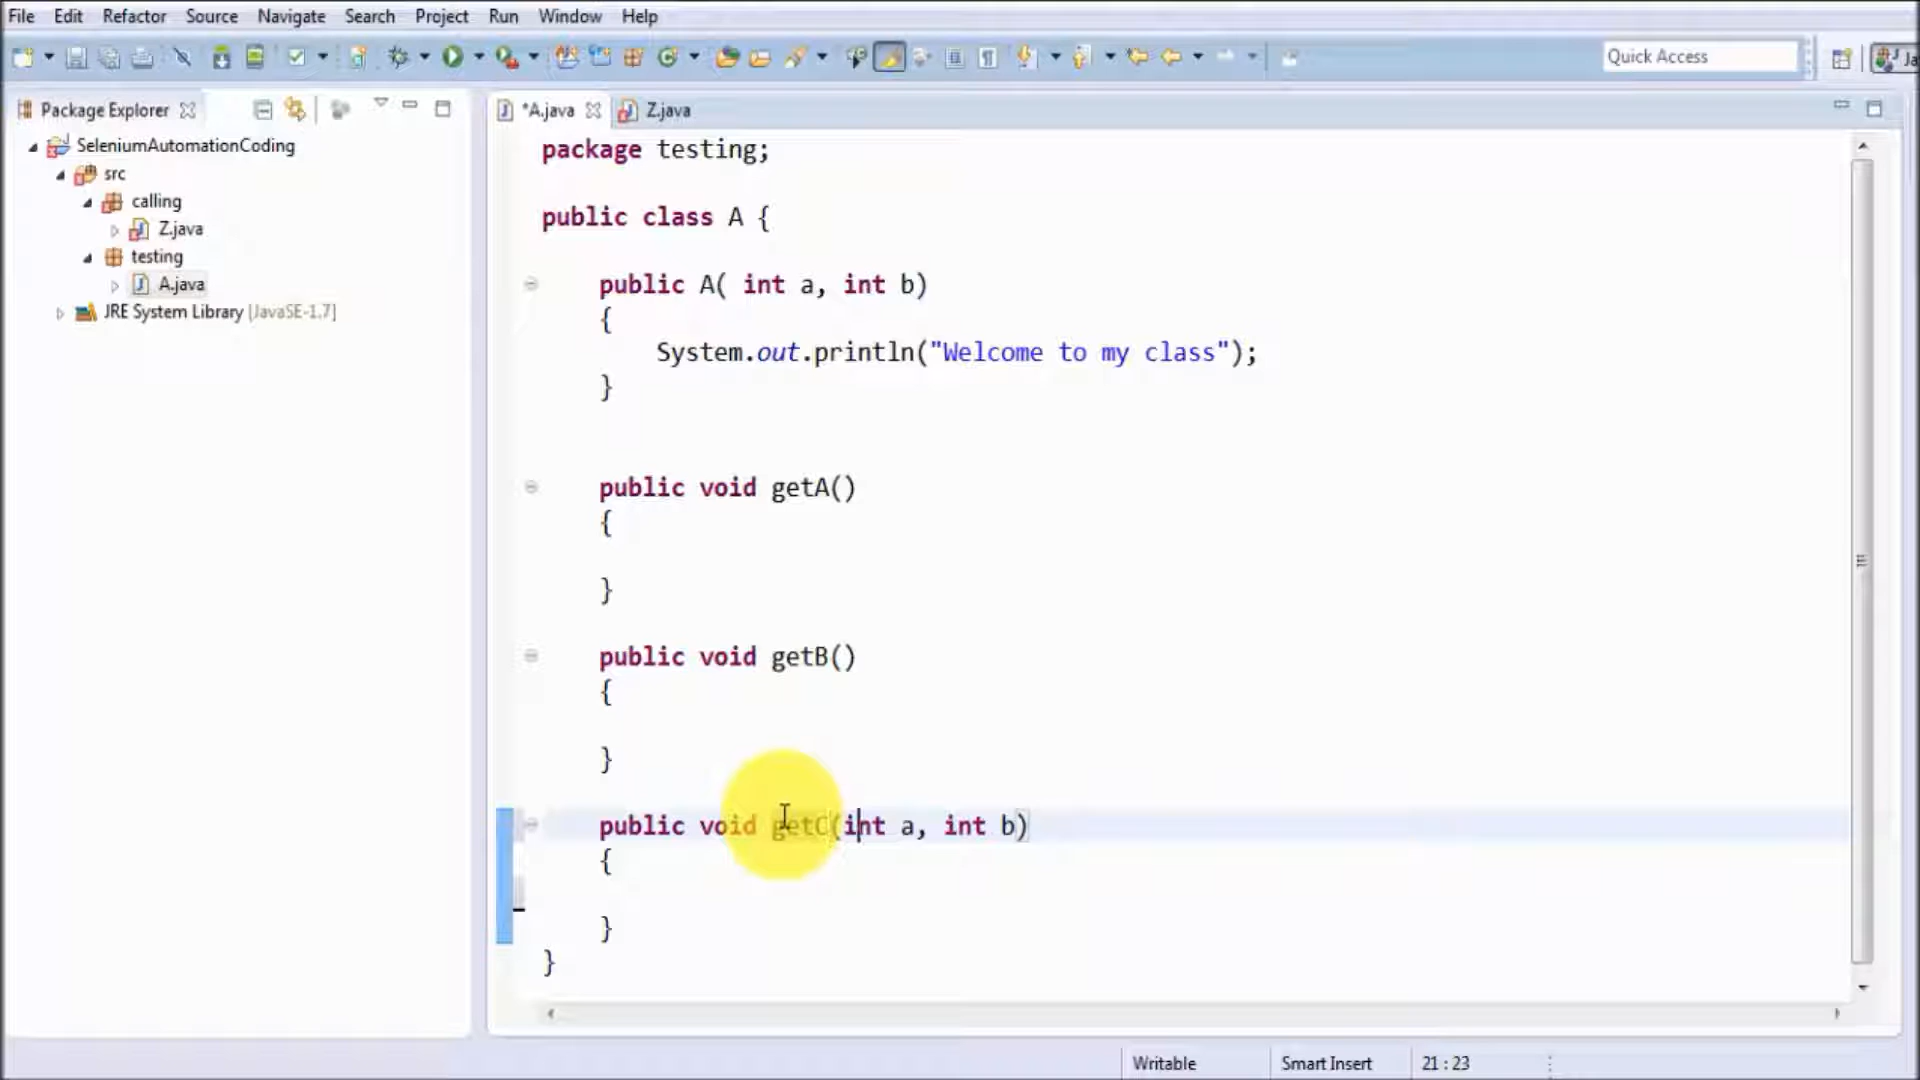 File Edit Refactor Source Navigate Search Project Run Window Help
Quick Access
Package Explorer
*A.java
Z.java
SeleniumAutomationCoding
src
calling
Z.java
testing
A.java
JRE System Library [JavaSE-1.7]
package testing;
public class A {
public A( int a, int b)
{
System.out.println("Welcome to my class");
}
public void getA()
{
}
public void getB()
{
}
public void getC(int a, int b)
{
}
}
Writable
Smart Insert
21 : 23